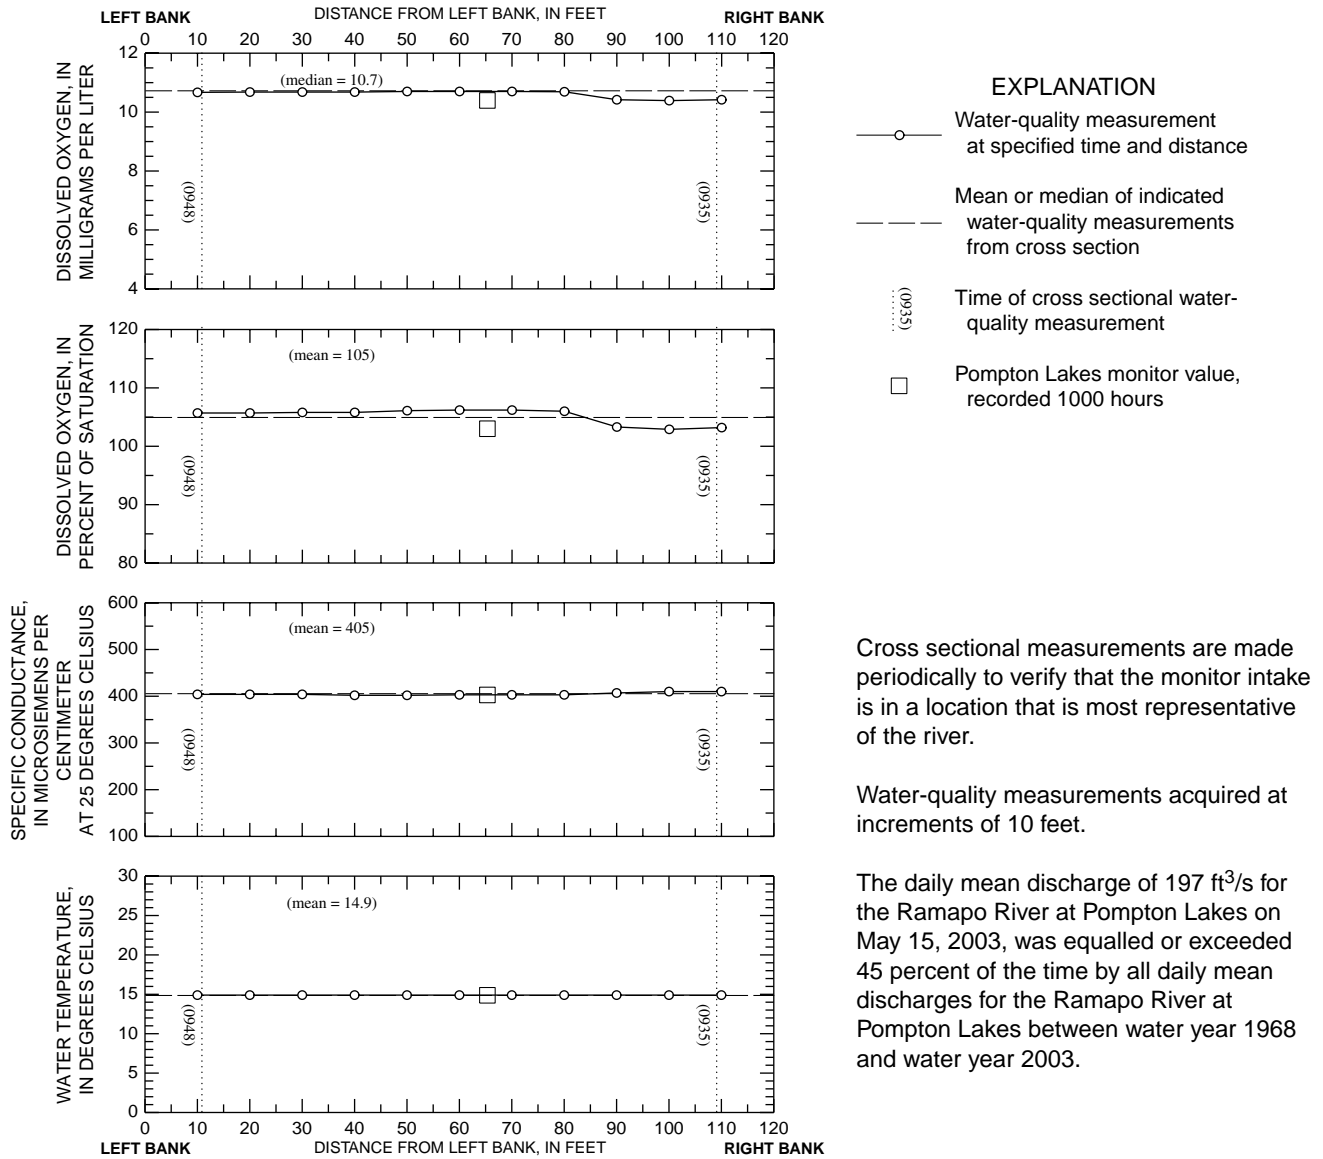 LEFT BANK
DISTANCE FROM LEFT BANK, IN FEET
RIGHT BANK
0 10 20 30 40 50 60 70 80 90 100 110 120
DISSOLVED OXYGEN, IN
MILLIGRAMS PER LITER
12
10
8
6
4
(median = 10.7)
(0948)
(0935)
DISSOLVED OXYGEN, IN
PERCENT OF SATURATION
120
110
100
90
80
(mean = 105)
(0948)
(0935)
SPECIFIC CONDUCTANCE,
IN MICROSIEMENS PER
CENTIMETER
AT 25 DEGREES CELSIUS
600
500
400
300
200
100
(mean = 405)
(0948)
(0935)
WATER TEMPERATURE,
IN DEGREES CELSIUS
30
25
20
15
10
5
0
(mean = 14.9)
(0948)
(0935)
0 10 20 30 40 50 60 70 80 90 100 110 120
LEFT BANK
DISTANCE FROM LEFT BANK, IN FEET
RIGHT BANK
EXPLANATION
Water-quality measurement
at specified time and distance
Mean or median of indicated
water-quality measurements
from cross section
(0935)
Time of cross sectional water-
quality measurement
Pompton Lakes monitor value,
recorded 1000 hours
Cross sectional measurements are made
periodically to verify that the monitor intake
is in a location that is most representative
of the river.
Water-quality measurements acquired at
increments of 10 feet.
The daily mean discharge of 197 ft³/s for
the Ramapo River at Pompton Lakes on
May 15, 2003, was equalled or exceeded
45 percent of the time by all daily mean
discharges for the Ramapo River at
Pompton Lakes between water year 1968
and water year 2003.